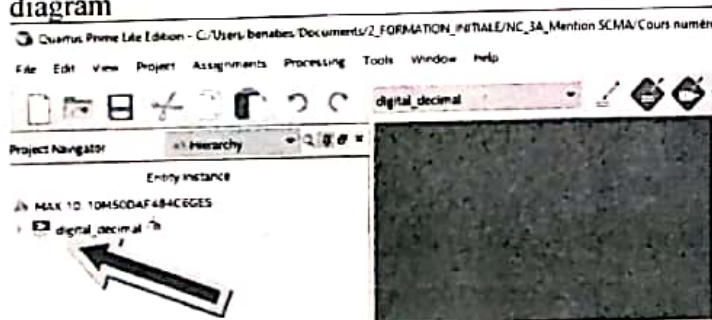 diagram
Quartus Prime Lite Edition - C:/Users/benabes/Documents/2_FORMATION_INITIALE/NC_3A_Mention SCMA/Cours numér
File Edit View Project Assignments Processing Tools Window Help
digital_decimal
Project Navigator Hierarchy
Entity:Instance
MAX 10: 10M50DAF484C6GES
digital_decimal